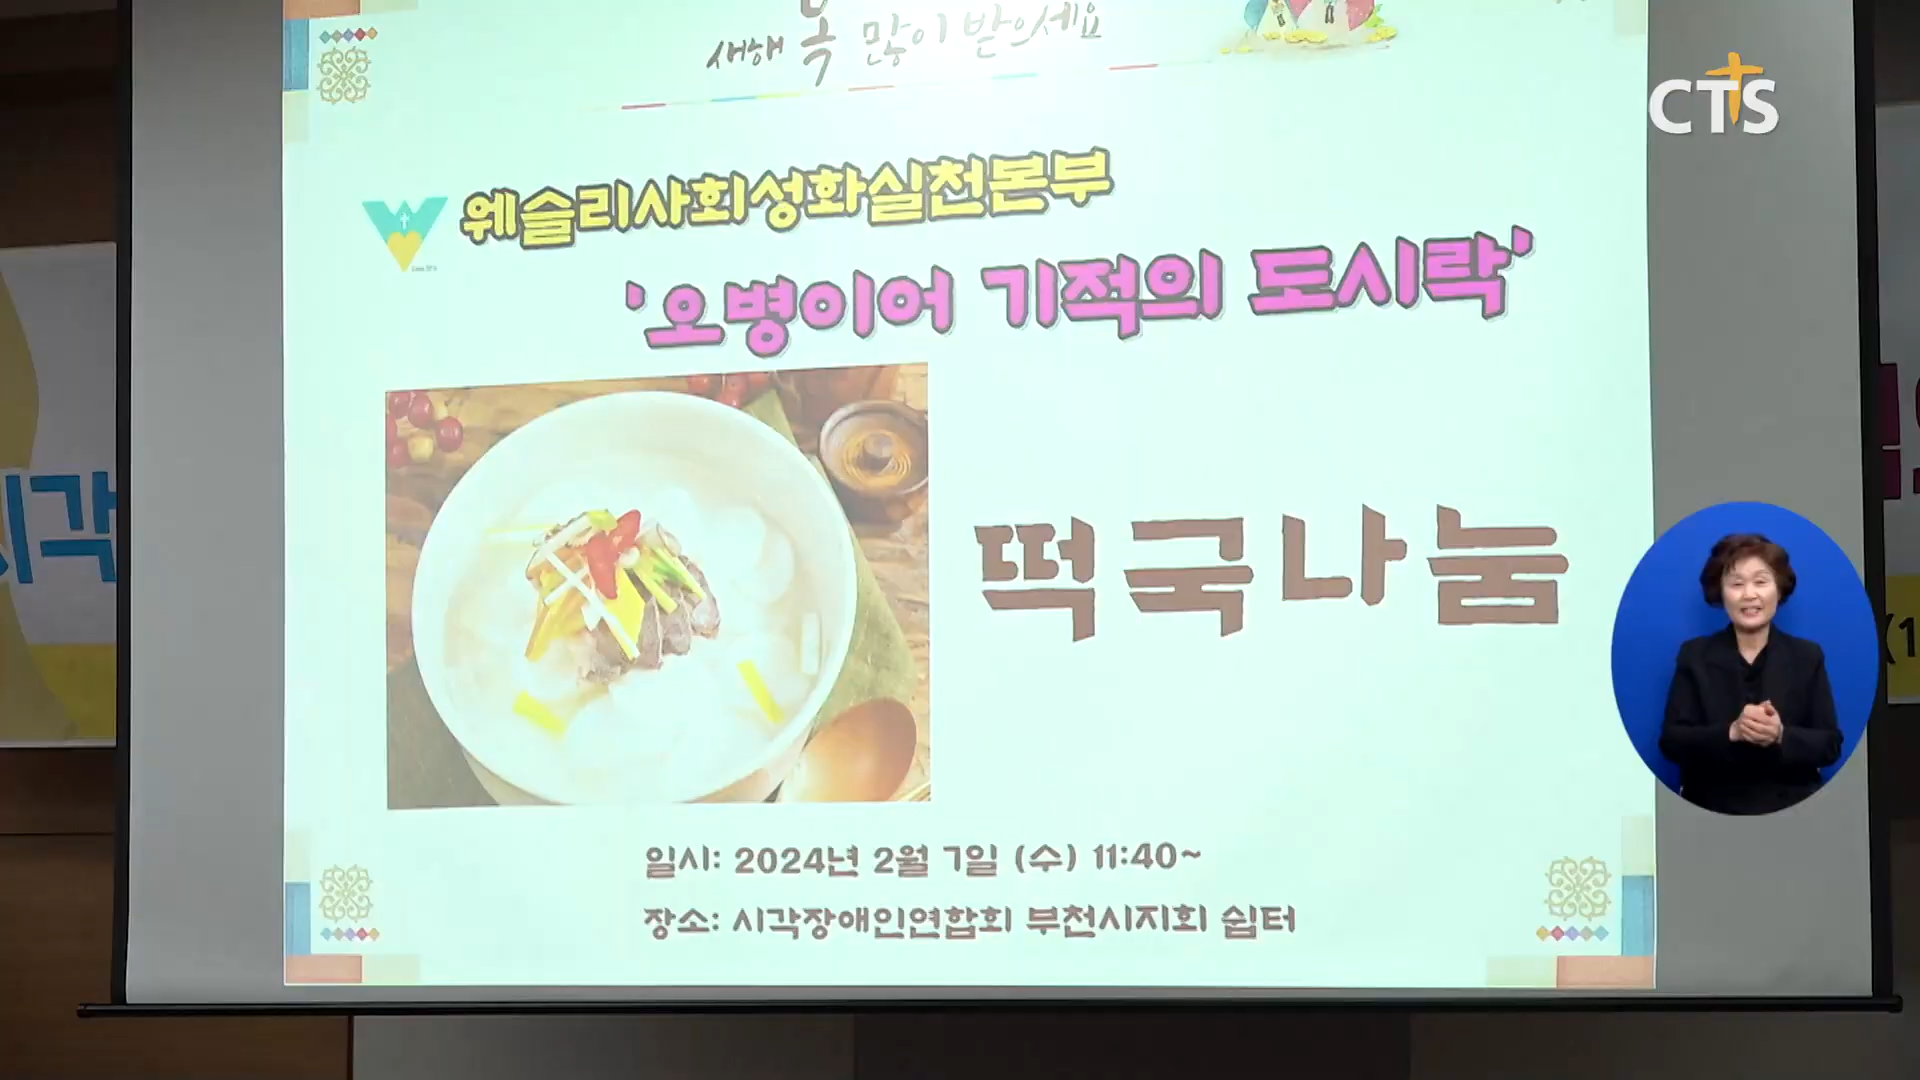 새해 복 많이 받으세요
CTS
웨슬리사회성화실천본부
'오병이어 기적의 도시락'
떡국나눔
시각
(1
일시: 2024년 2월 7일 (수) 11:40~
장소: 시각장애인연합회 부천시지회 쉼터